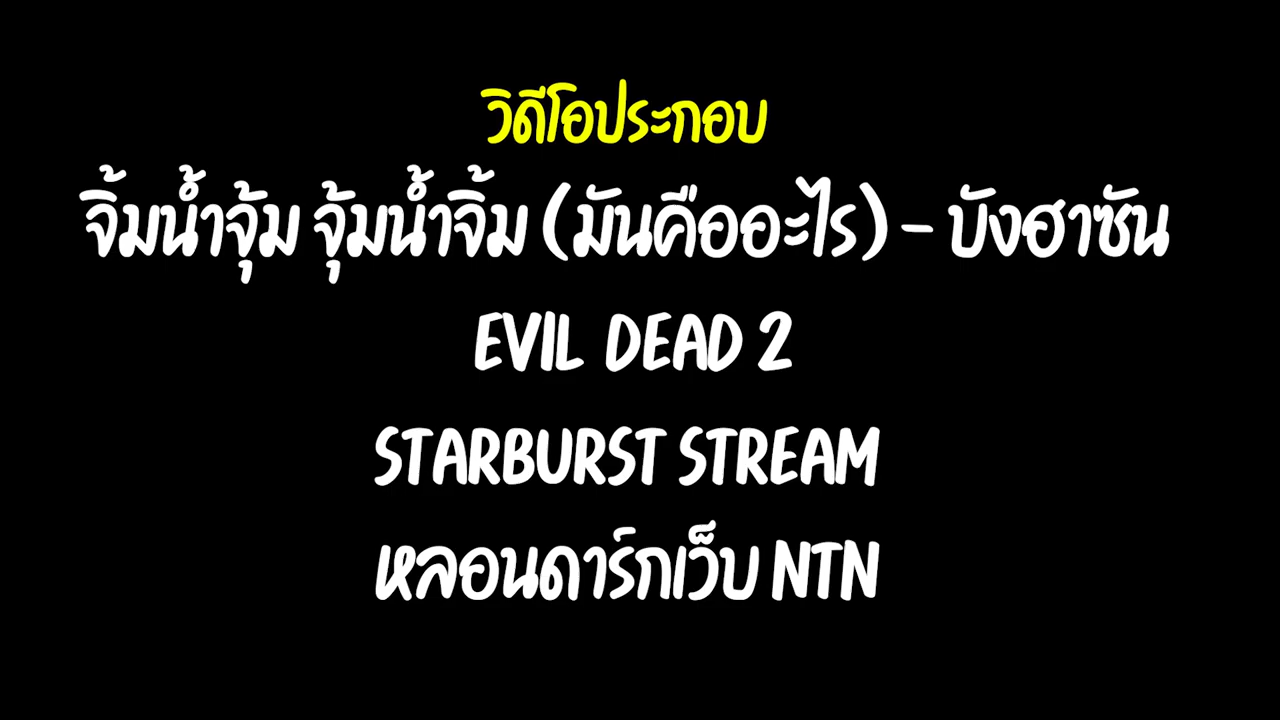 วิดีโอประกอบ
จิ้มน้ำจุ้ม จุ้มน้ำจิ้ม (มันคืออะไร) - บังฮาซัน
EVIL DEAD 2
STARBURST STREAM
หลอนดาร์กเว็บ NTN